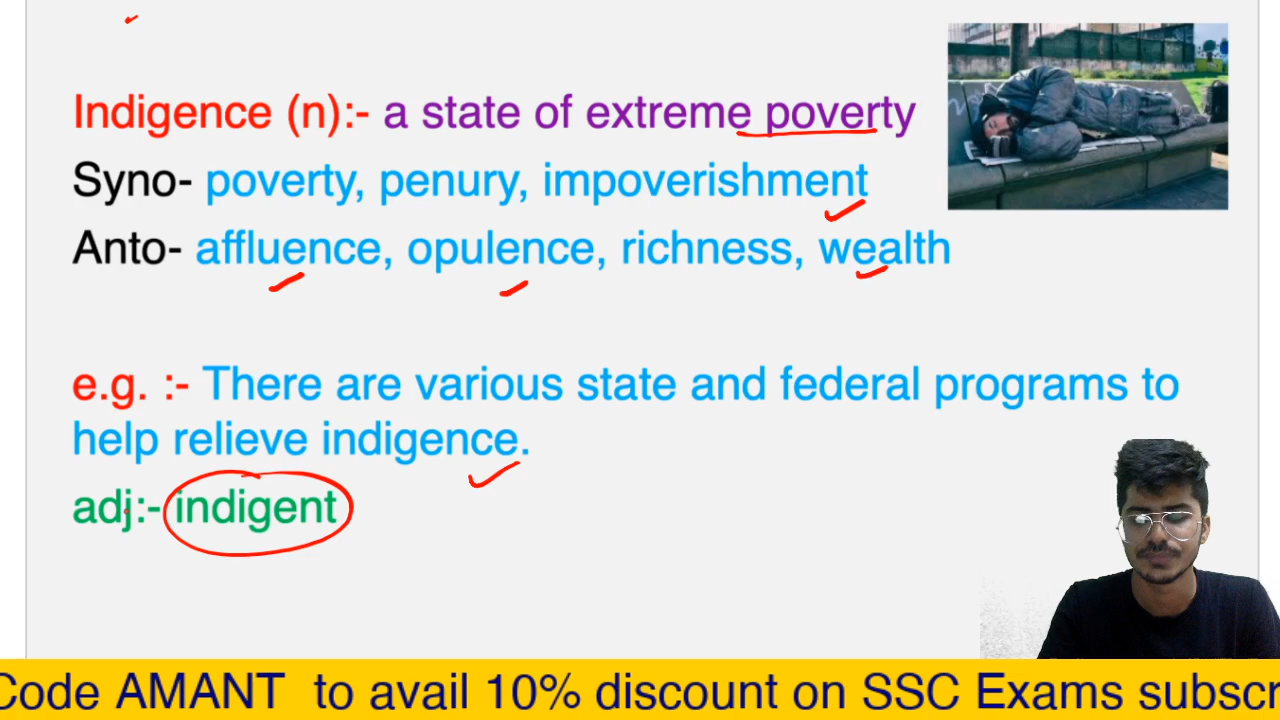 Indigence (n):- a state of extreme poverty
Syno- poverty, penury, impoverishment
Anto- affluence, opulence, richness, wealth
e.g. :- There are various state and federal programs to
help relieve indigence.
adj:- indigent
Code AMANT to avail 10% discount on SSC Exams subscr